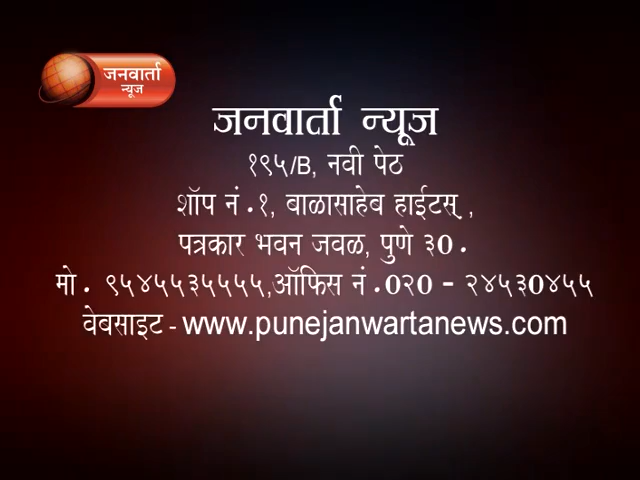 जनवार्ता
न्यूज
जनवार्ता न्यूज
१९५/B, नवी पेठ
शॉप नं.१, बाळासाहेब हाईटस्,
पत्रकार भवन जवळ, पुणे ३0.
मो. ९५४५५३५५५५,ऑफिस नं.0२0 - २४५३0४५५
वेबसाइट - www.punejanwartanews.com